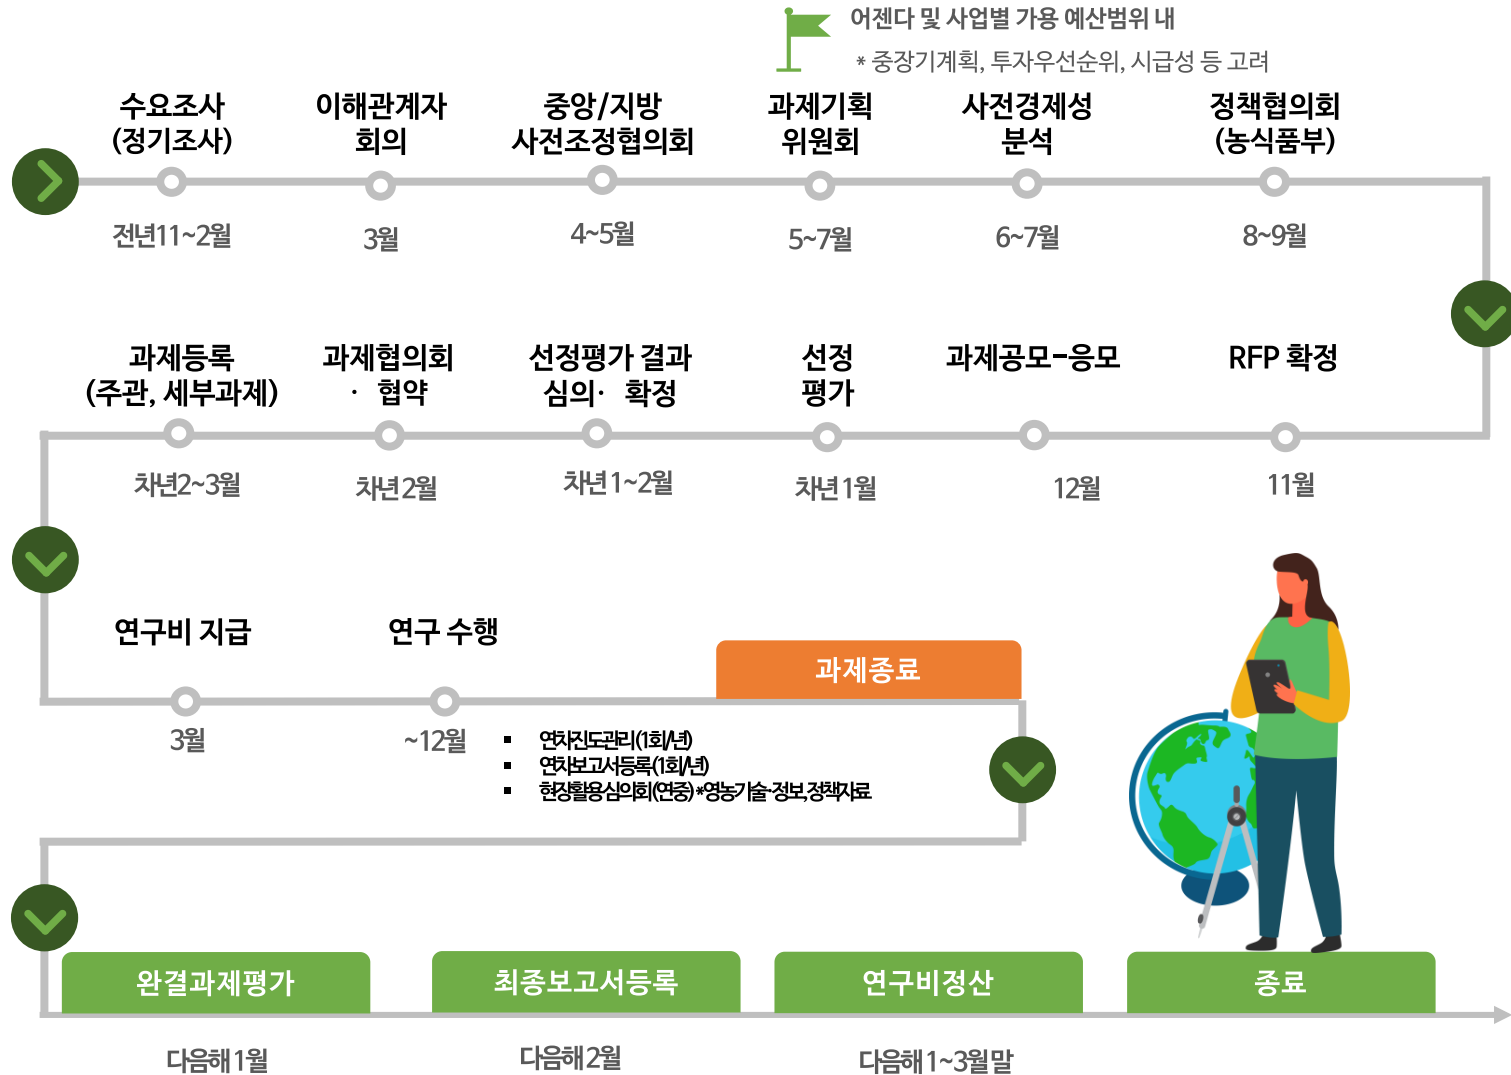 어젠다 및 사업별 가용 예산범위 내
* 중장기계획, 투자우선순위, 시급성 등 고려
수요조사
(정기조사)
전년11~2월
이해관계자
회의
3월
중앙/지방
사전조정협의회
4~5월
과제기획
위원회
5~7월
사전경제성
분석
6~7월
정책협의회
(농식품부)
8~9월
RFP 확정
11월
과제공모-응모
12월
선정
평가
차년 1월
선정평가 결과
심의· 확정
차년 1~2월
과제협의회
· 협약
차년 2월
과제등록
(주관, 세부과제)
차년2~3월
연구비 지급
3월
연구 수행
~12월
과제종료
▪ 연차진도관리(1회/년)
▪ 연차보고서등록(1회/년)
▪ 현장활용심의회(연중) *영농기술·정보,정책자료
완결과제평가
다음해 1월
최종보고서등록
다음해 2월
연구비정산
다음해 1~3월말
종료